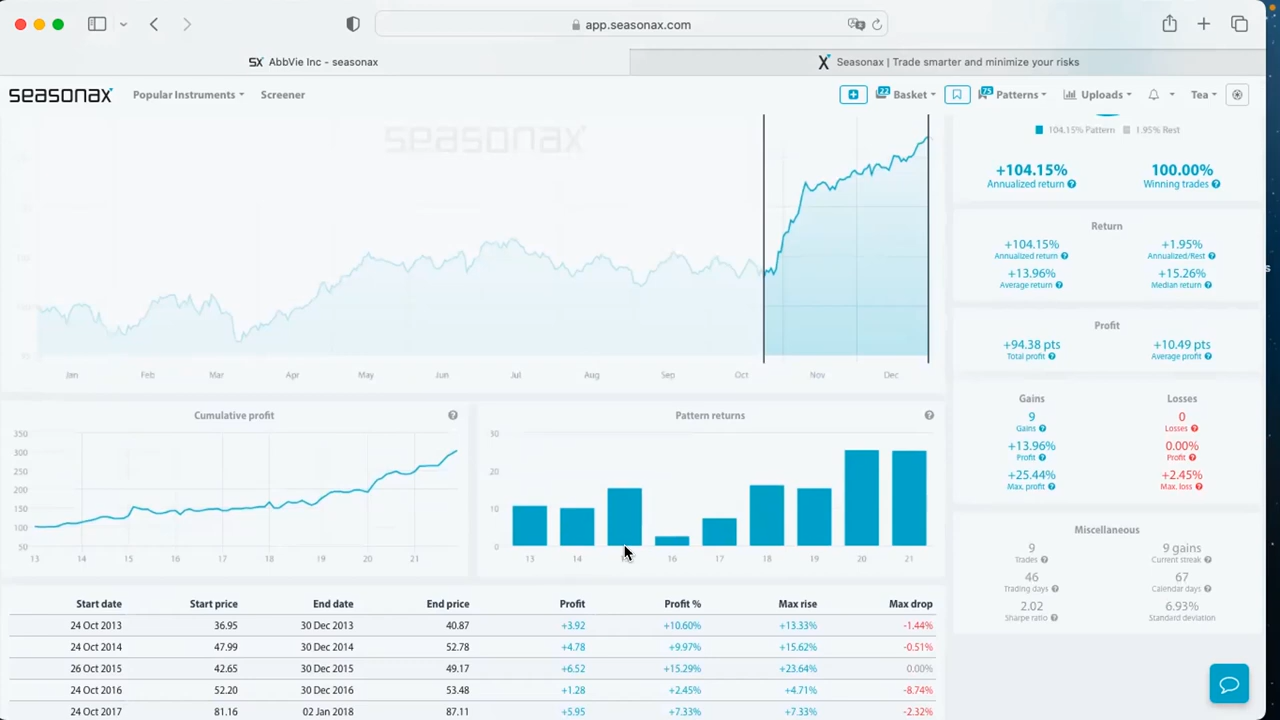 app.seasonax.com
SX AbbVie Inc - seasonax
X Seasonax | Trade smarter and minimize your risks
seasonax
Popular Instruments
Screener
22 Basket
75 Patterns
Uploads
Tea
seasonax
104.15% Pattern 1.95% Rest
+104.15% 100.00%
Annualized return Winning trades
Return
+104.15% +1.95%
Annualized return Annualized/Rest
+13.96% +15.26%
Average return Median return
Profit
+94.38 pts +10.49 pts
Total profit Average profit
Gains Losses
9 0
Gains Losses
+13.96% 0.00%
Profit Profit
+25.44% +2.45%
Max. profit Max. loss
Miscellaneous
9 9 gains
Trades Current streak
46 67
Trading days Calendar days
2.02 6.93%
Sharpe ratio Standard deviation
Jan Feb Mar Apr May Jun Jul Aug Sep Oct Nov Dec
Cumulative profit
350
300
250
200
150
100
50
13 14 15 16 17 18 19 20 21
Pattern returns
30
20
10
0
13 14 16 17 18 19 20 21
Start date Start price End date End price Profit Profit % Max rise Max drop
24 Oct 2013 36.95 30 Dec 2013 40.87 +3.92 +10.60% +13.33% -1.44%
24 Oct 2014 47.99 30 Dec 2014 52.78 +4.78 +9.97% +15.62% -0.51%
26 Oct 2015 42.65 30 Dec 2015 49.17 +6.52 +15.29% +23.64% 0.00%
24 Oct 2016 52.20 30 Dec 2016 53.48 +1.28 +2.45% +4.71% -8.74%
24 Oct 2017 81.16 02 Jan 2018 87.11 +5.95 +7.33% +7.33% -2.32%